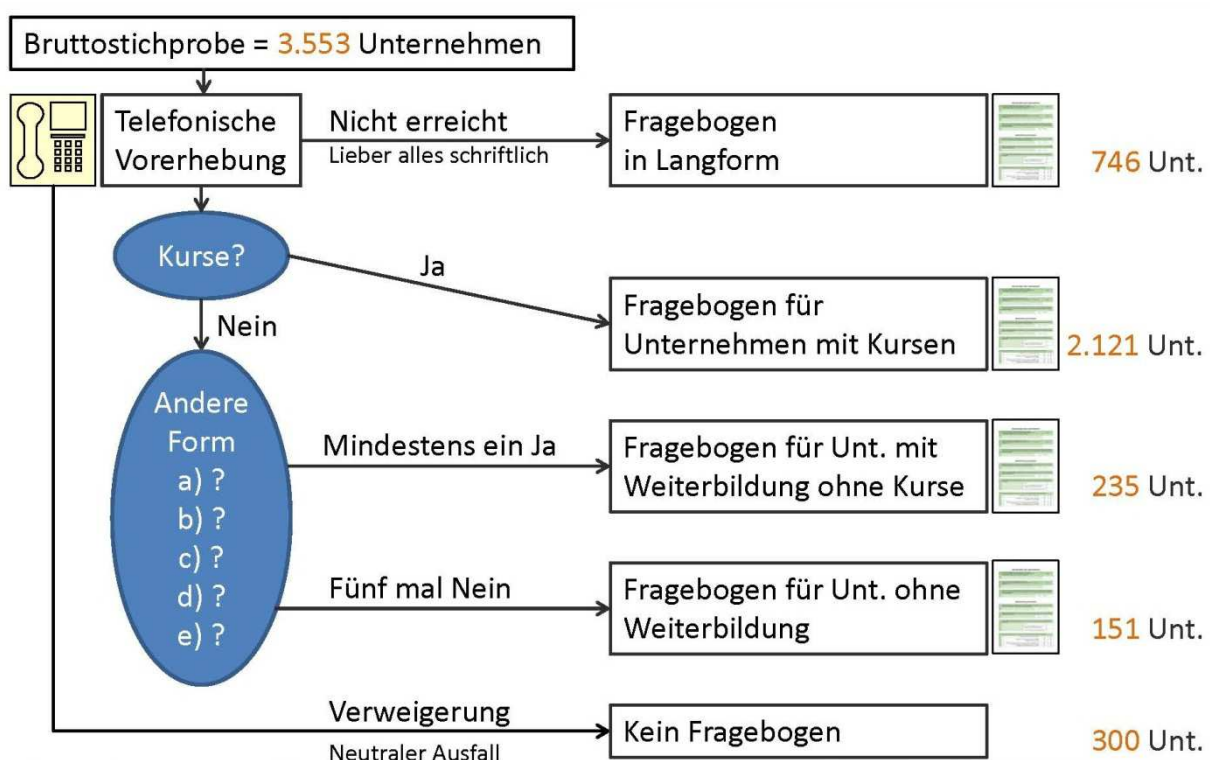 Bruttostichprobe = 3.553 Unternehmen
Telefonische
Vorerhebung
Nicht erreicht
Lieber alles schriftlich
Fragebogen
in Langform
746 Unt.
Kurse?
Ja
Fragebogen für
Unternehmen mit Kursen
2.121 Unt.
Nein
Andere
Form
a) ?
b) ?
c) ?
d) ?
e) ?
Mindestens ein Ja
Fragebogen für Unt. mit
Weiterbildung ohne Kurse
235 Unt.
Fünf mal Nein
Fragebogen für Unt. ohne
Weiterbildung
151 Unt.
Verweigerung
Neutraler Ausfall
Kein Fragebogen
300 Unt.